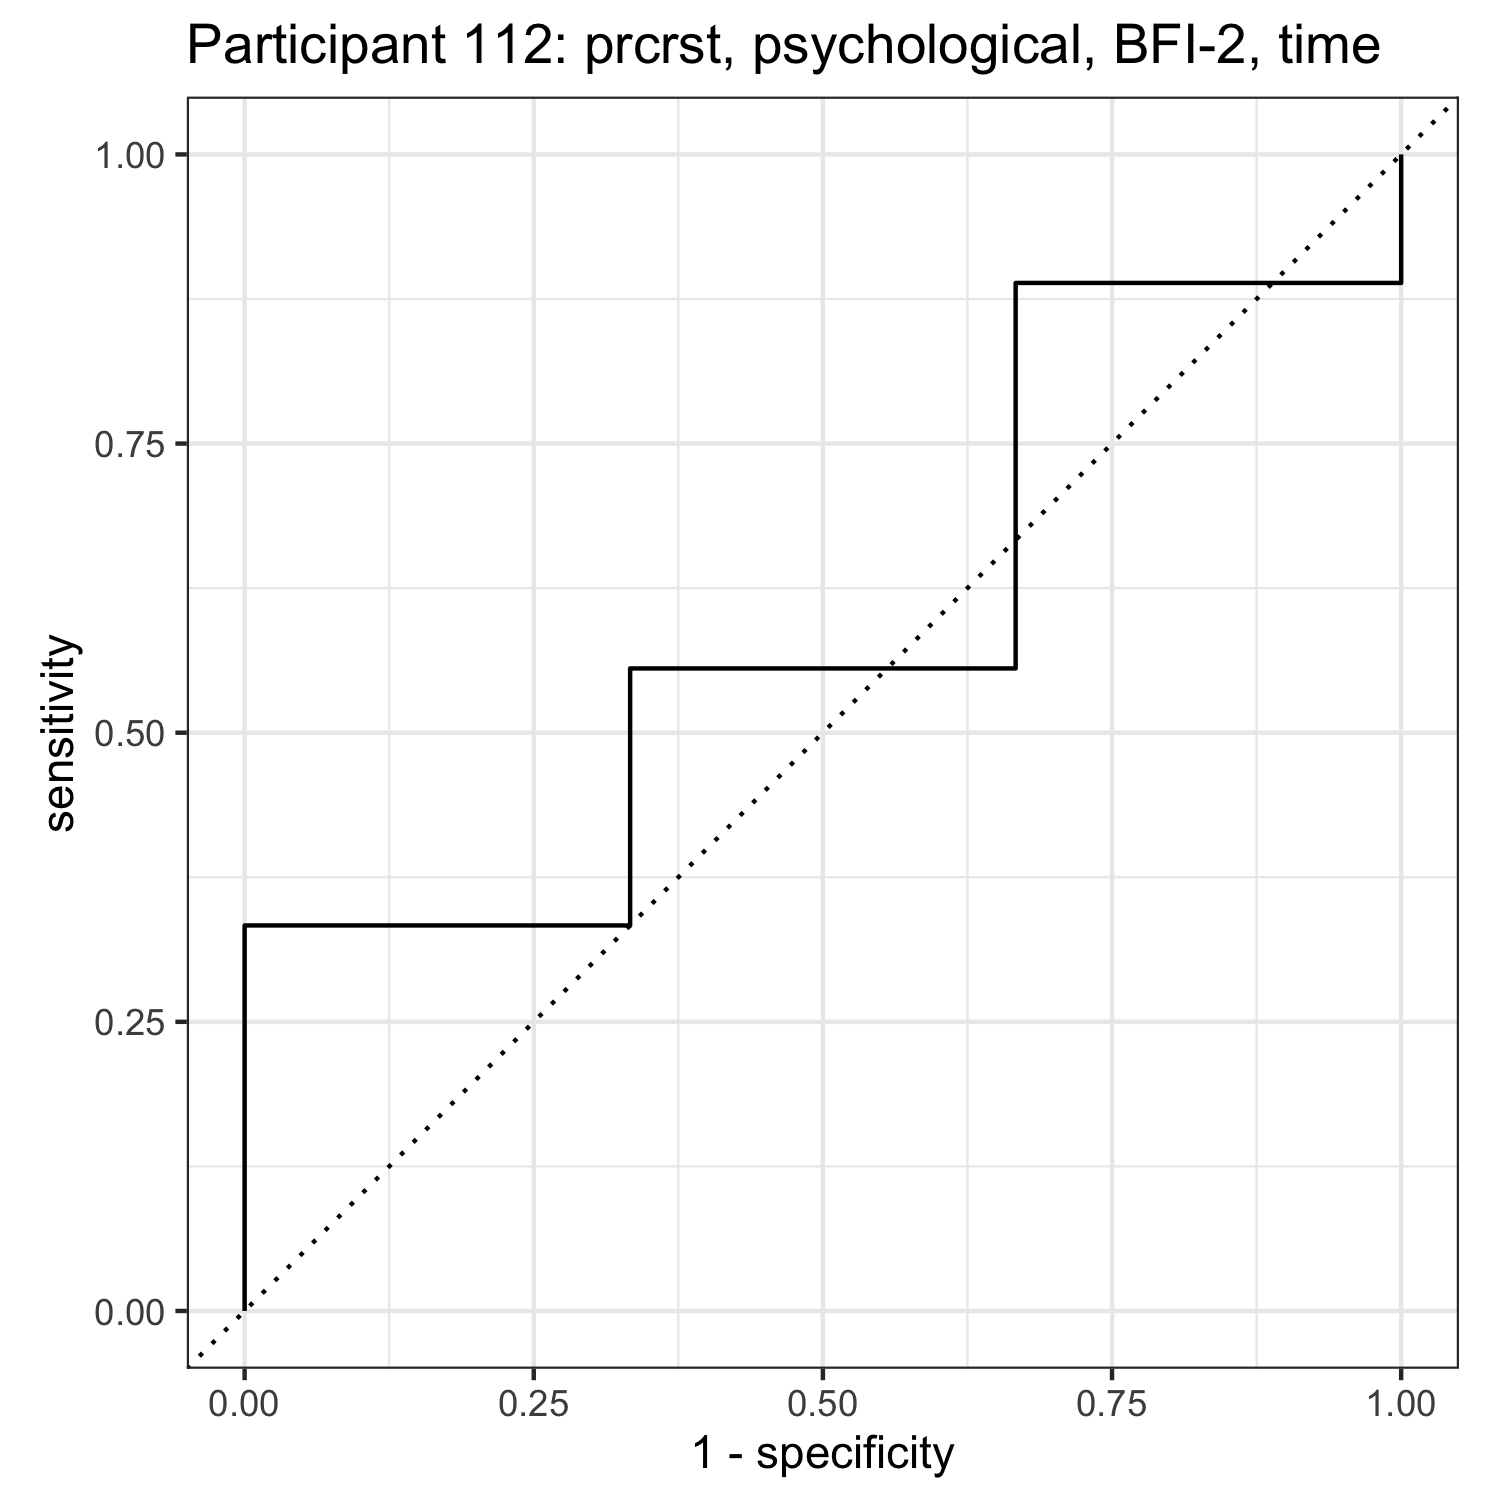 Participant 112: prcrst, psychological, BFI-2, time
1.00
0.75
0.50
0.25
0.00
sensitivity
0.00 0.25 0.50 0.75 1.00
1 - specificity